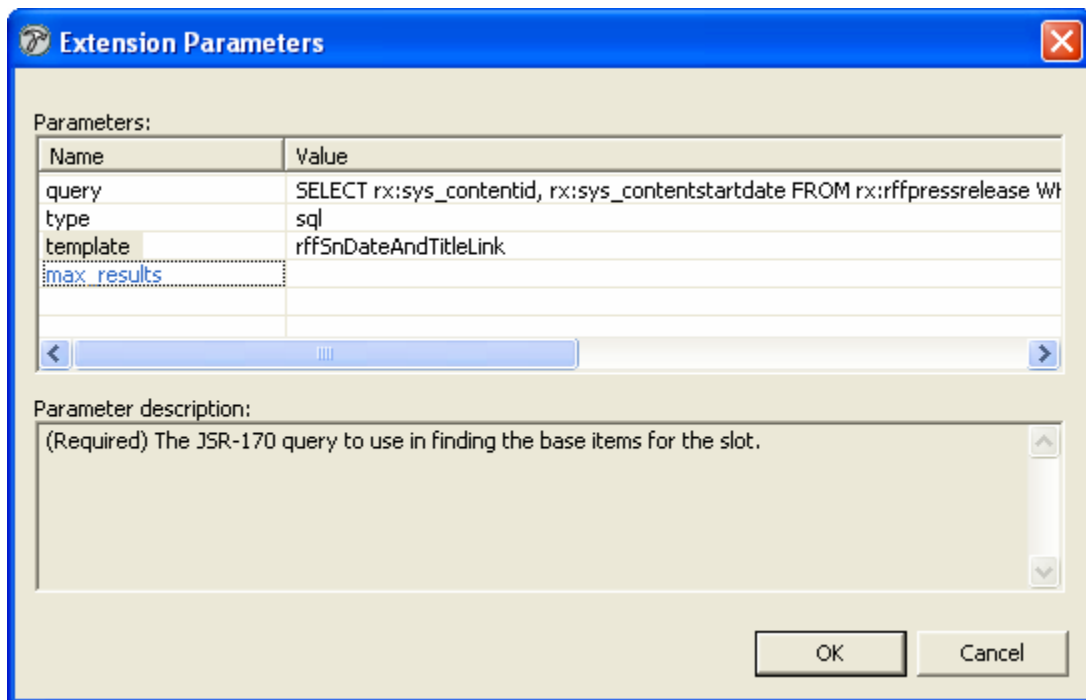 Extension Parameters
Parameters:
Name Value
query SELECT rx:sys_contentid, rx:sys_contentstartdate FROM rx:rffpressrelease WH
type sql
template rffSnDateAndTitleLink
max_results
Parameter description:
(Required) The JSR-170 query to use in finding the base items for the slot.
OK Cancel